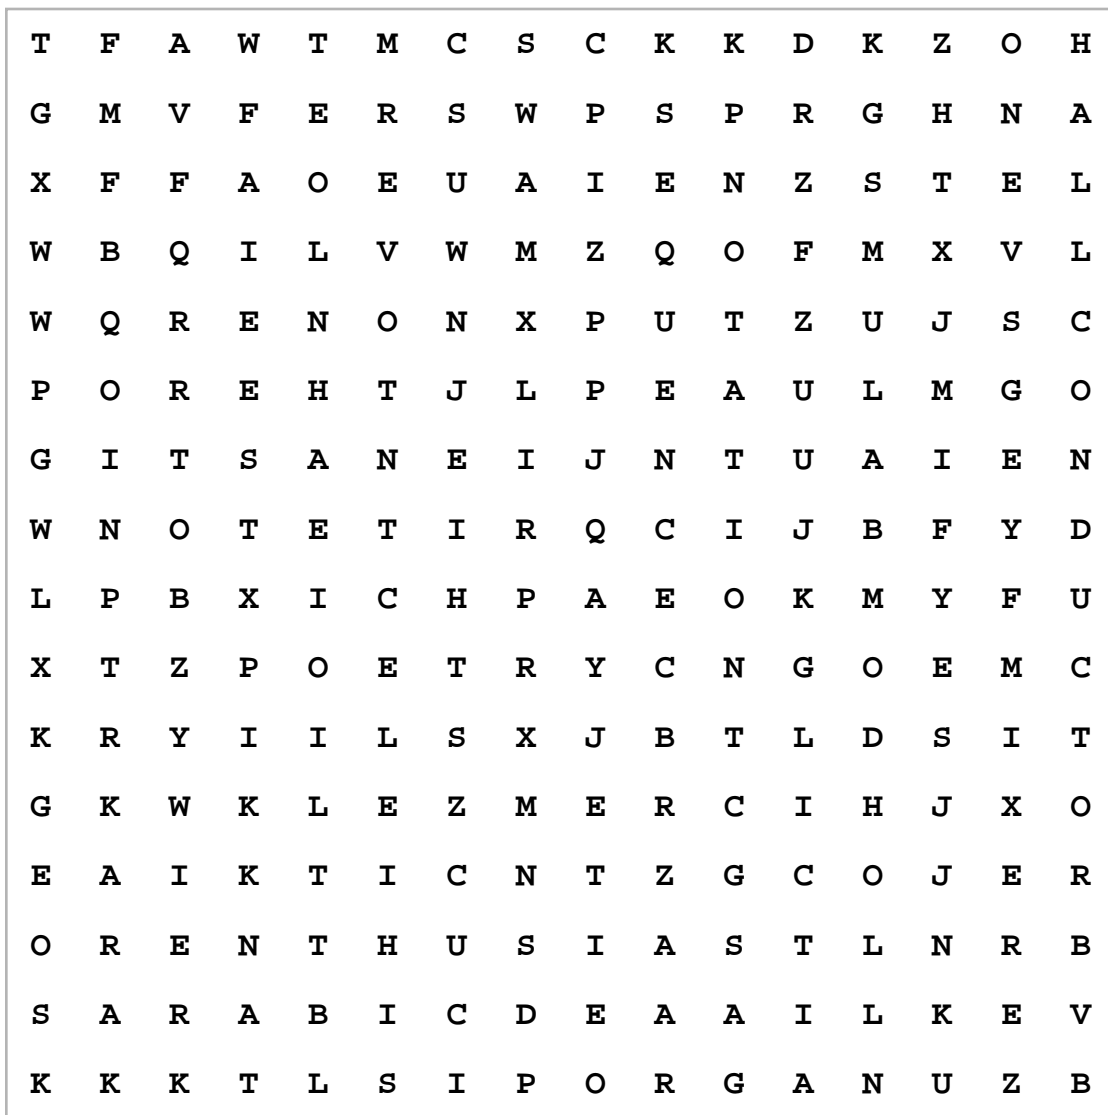 T F A W T M C S C K K D K Z O H
G M V F E R S W P S P R G H N A
X F F A O E U A I E N Z S T E L
W B Q I L V W M Z Q O F M X V L
W Q R E N O N X P U T Z U J S C
P O R E H T J L P E A U L M G O
G I T S A N E I J N T U A I E N
W N O T E T I R Q C I J B F Y D
L P B X I C H P A E O K M Y F U
X T Z P O E T R Y C N G O E M C
K R Y I I L S X J B T L D S I T
G K W K L E Z M E R C I H J X O
E A I K T I C N T Z G C O J E R
O R E N T H U S I A S T L N R B
S A R A B I C D E A A I L K E V
K K K T L S I P O R G A N U Z B